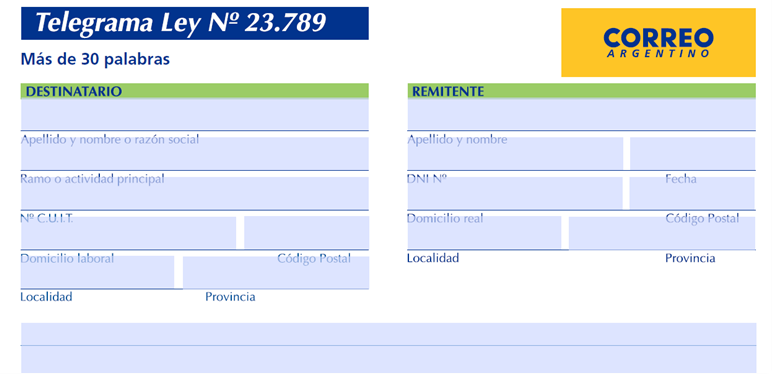 Telegrama Ley Nº 23.789
Más de 30 palabras
CORREO
ARGENTINO
DESTINATARIO
Apellido y nombre o razón social
Ramo o actividad principal
Nº C.U.I.T.
Domicilio laboral
Código Postal
Localidad
Provincia
REMITENTE
Apellido y nombre
DNI Nº
Fecha
Domicilio real
Código Postal
Localidad
Provincia